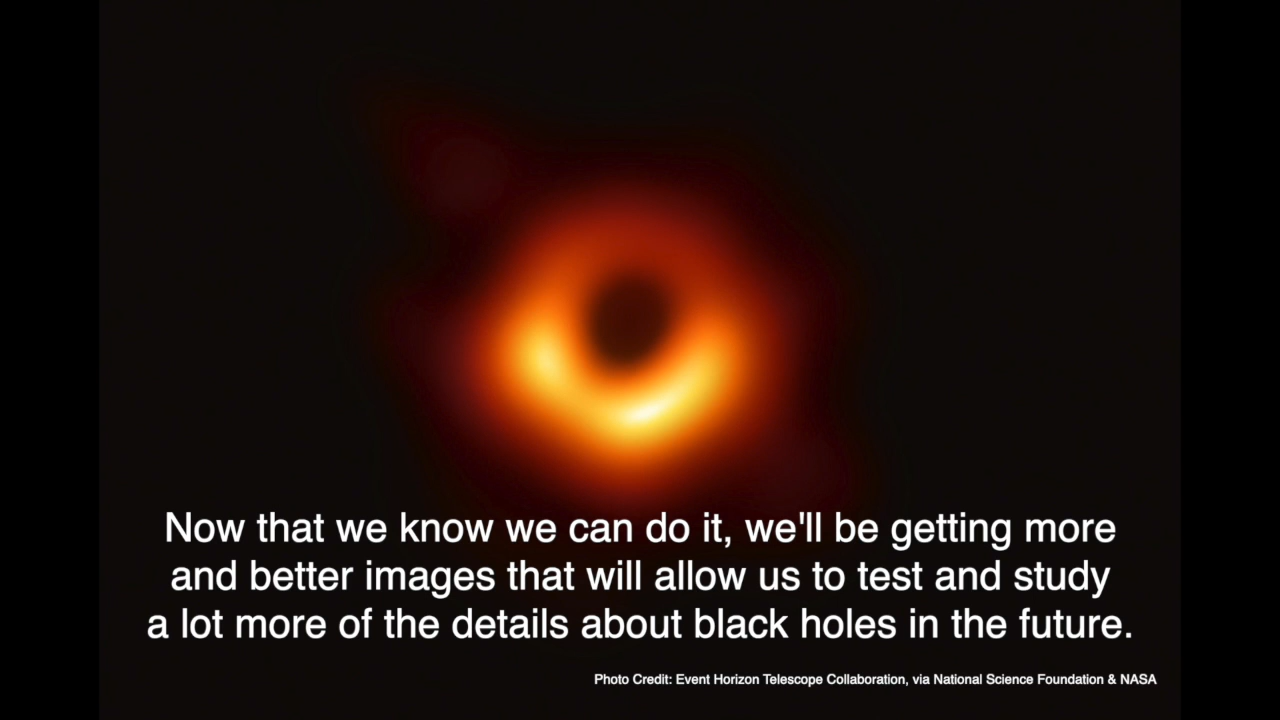 Now that we know we can do it, we'll be getting more
and better images that will allow us to test and study
a lot more of the details about black holes in the future.
Photo Credit: Event Horizon Telescope Collaboration, via National Science Foundation & NASA